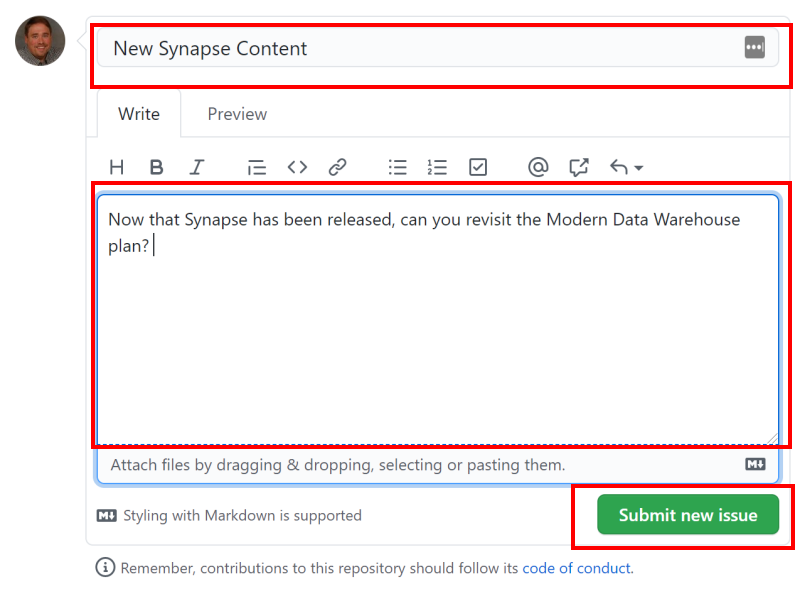 New Synapse Content
Write Preview
Now that Synapse has been released, can you revisit the Modern Data Warehouse
plan?
Attach files by dragging & dropping, selecting or pasting them.
Styling with Markdown is supported
Submit new issue
Remember, contributions to this repository should follow its code of conduct.